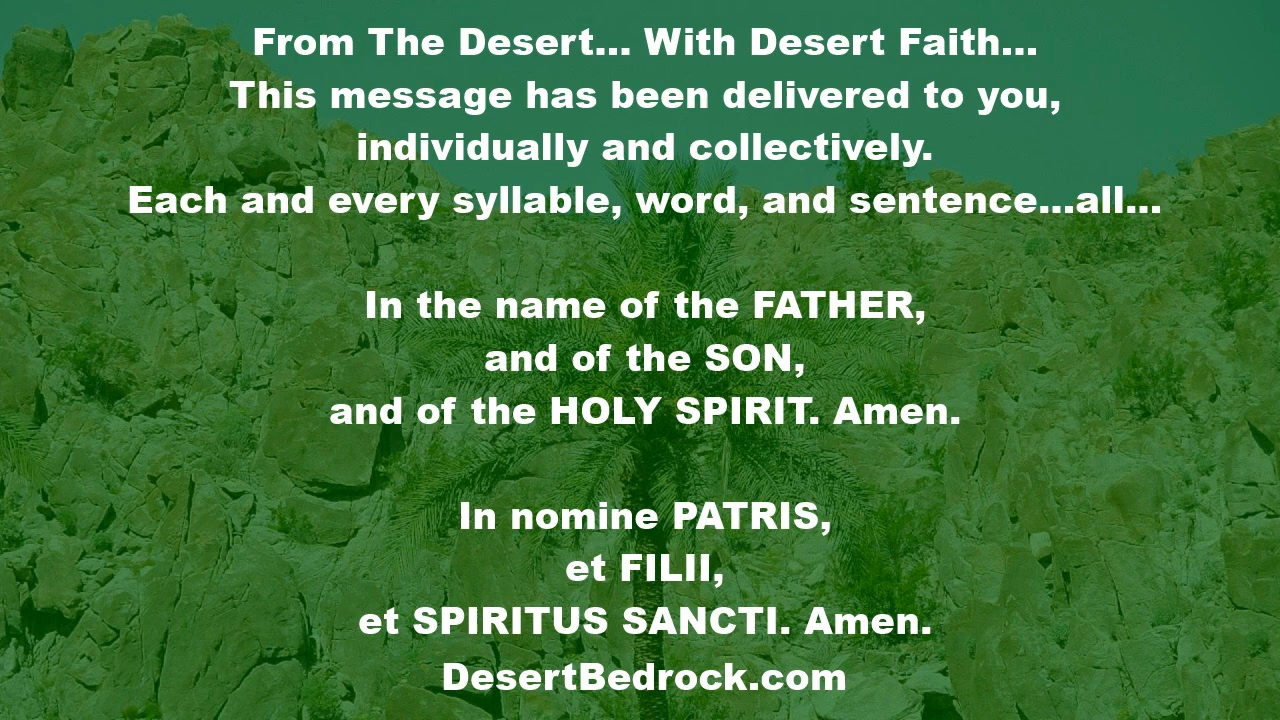 From The Desert... With Desert Faith...
This message has been delivered to you,
individually and collectively.
Each and every syllable, word, and sentence...all...
In the name of the FATHER,
and of the SON,
and of the HOLY SPIRIT. Amen.
In nomine PATRIS,
et FILII,
et SPIRITUS SANCTI. Amen.
DesertBedrock.com